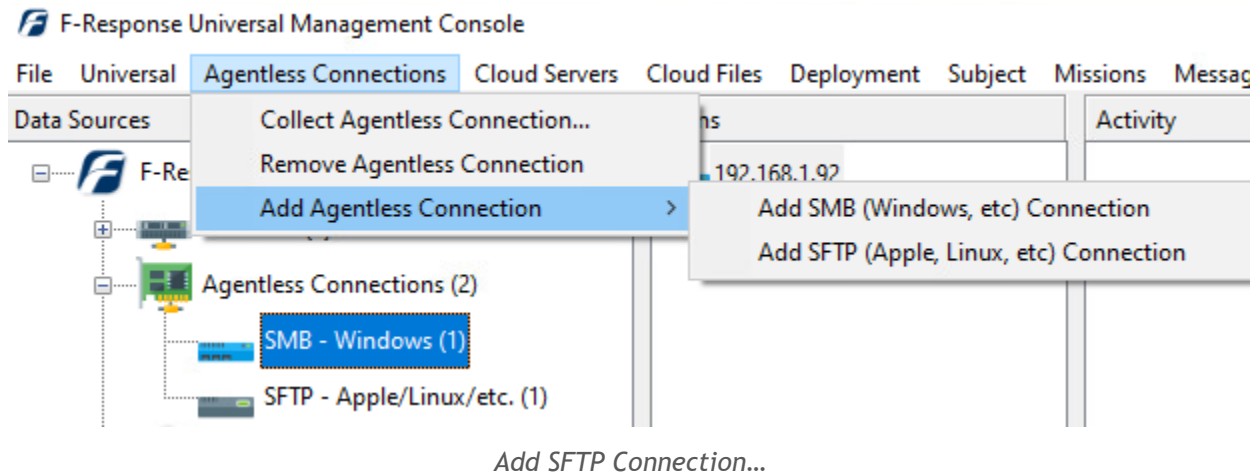 F-Response Universal Management Console
File Universal Agentless Connections Cloud Servers Cloud Files Deployment Subject Missions
Data Sources
Activity
Collect Agentless Connection...
Remove Agentless Connection
Add Agentless Connection >
192.168.1.92
Add SMB (Windows, etc) Connection
Add SFTP (Apple, Linux, etc) Connection
Agentless Connections (2)
SMB - Windows (1)
SFTP - Apple/Linux/etc. (1)
Add SFTP Connection…